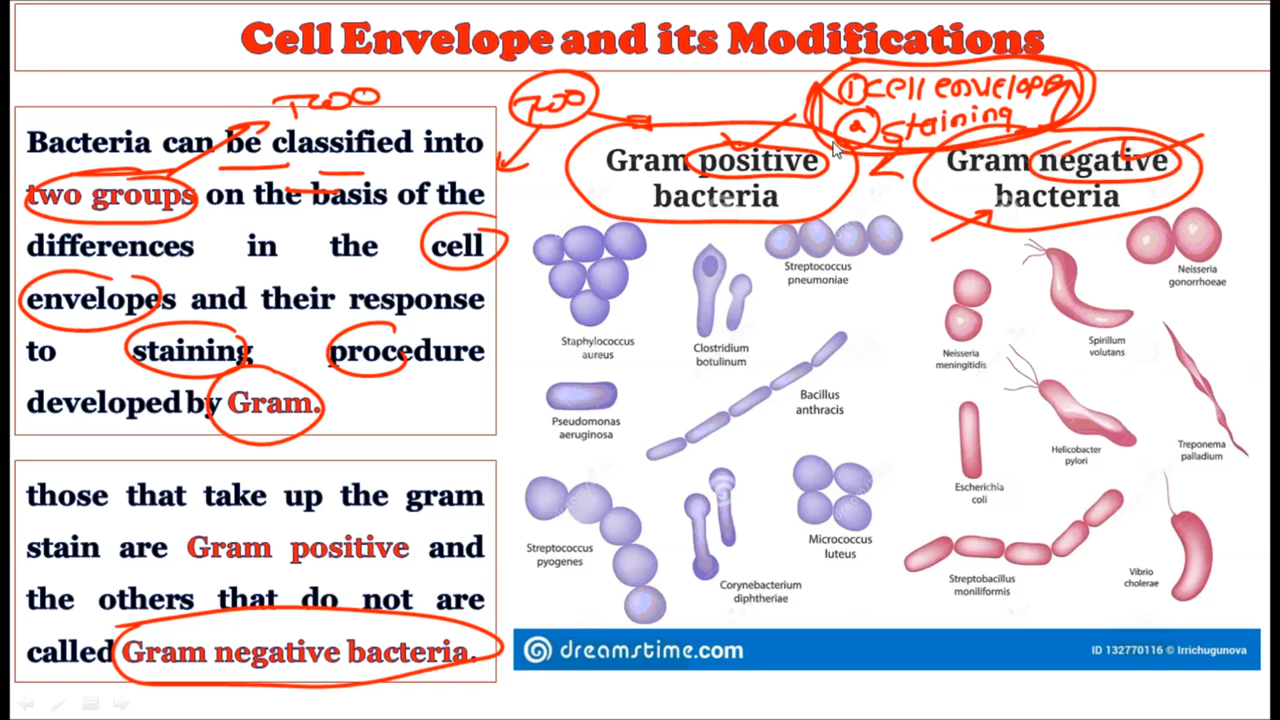 Cell Envelope and its Modifications
TWO
Bacteria can be classified into
two groups on the basis of the
differences in the cell
envelopes and their response
to staining procedure
developed by Gram.
those that take up the gram
stain are Gram positive and
the others that do not are
called Gram negative bacteria.
TWO
① cell envelope
② staining
Gram positive
bacteria
Gram negative
bacteria
Staphylococcus
aureus
Clostridium
botulinum
Streptococcus
pneumoniae
Pseudomonas
aeruginosa
Bacillus
anthracis
Streptococcus
pyogenes
Corynebacterium
diphtheriae
Micrococcus
luteus
Neisseria
meningitidis
Spirillum
volutans
Neisseria
gonorrhoeae
Escherichia
coli
Helicobacter
pylori
Treponema
palladium
Streptobacillus
moniliformis
Vibrio
cholerae
dreamstime.com
ID 132770116 © Irrichugunova